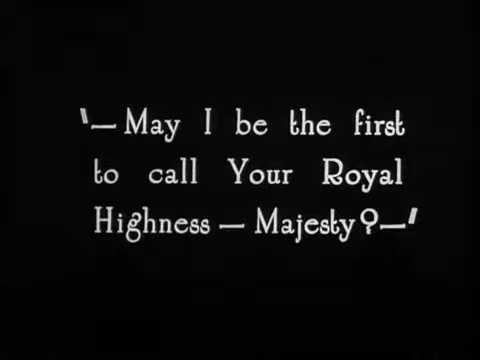 "—May I be the first
to call Your Royal
Highness — Majesty?—"